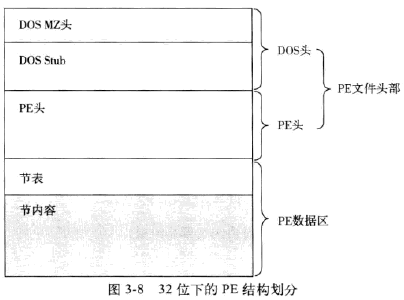 DOS MZ头
DOS头
DOS Stub
PE文件头部
PE头
PE头
节表
节内容
PE数据区
图 3-8 32 位下的 PE 结构划分